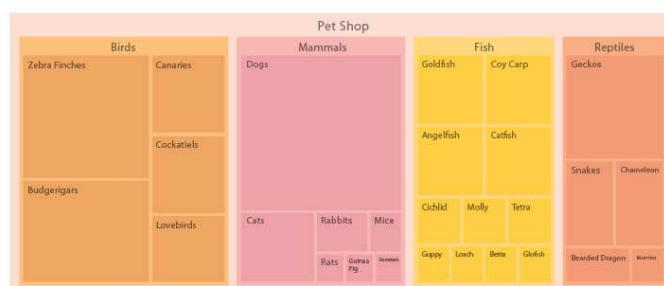 Pet Shop
Birds
Zebra Finches
Canaries
Cockatiels
Budgerigars
Lovebirds
Mammals
Dogs
Cats
Rabbits
Mice
Rats
Guinea
Pig
Fish
Goldfish
Coy Carp
Angelfish
Catfish
Cichlid
Molly
Tetra
Guppy
Loach
Betta
Glofish
Reptiles
Geckos
Snakes
Chameleon
Bearded Dragon